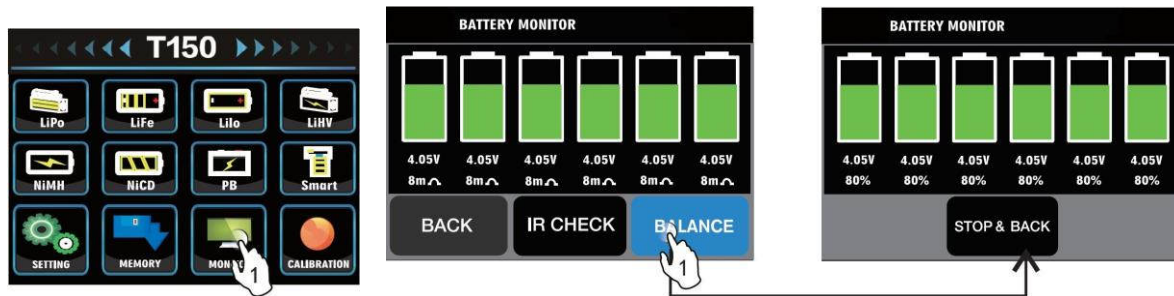 T150
LiPo LiFe LiIo LiHV
NiMH NiCD PB Smart
SETTING MEMORY CALIBRATION
1
BATTERY MONITOR
4.05V 4.05V 4.05V 4.05V 4.05V 4.05V
8m 8m 8m 8m 8m 8m
BACK IR CHECK BALANCE
1
BATTERY MONITOR
4.05V 4.05V 4.05V 4.05V 4.05V 4.05V
80% 80% 80% 80% 80% 80%
STOP & BACK